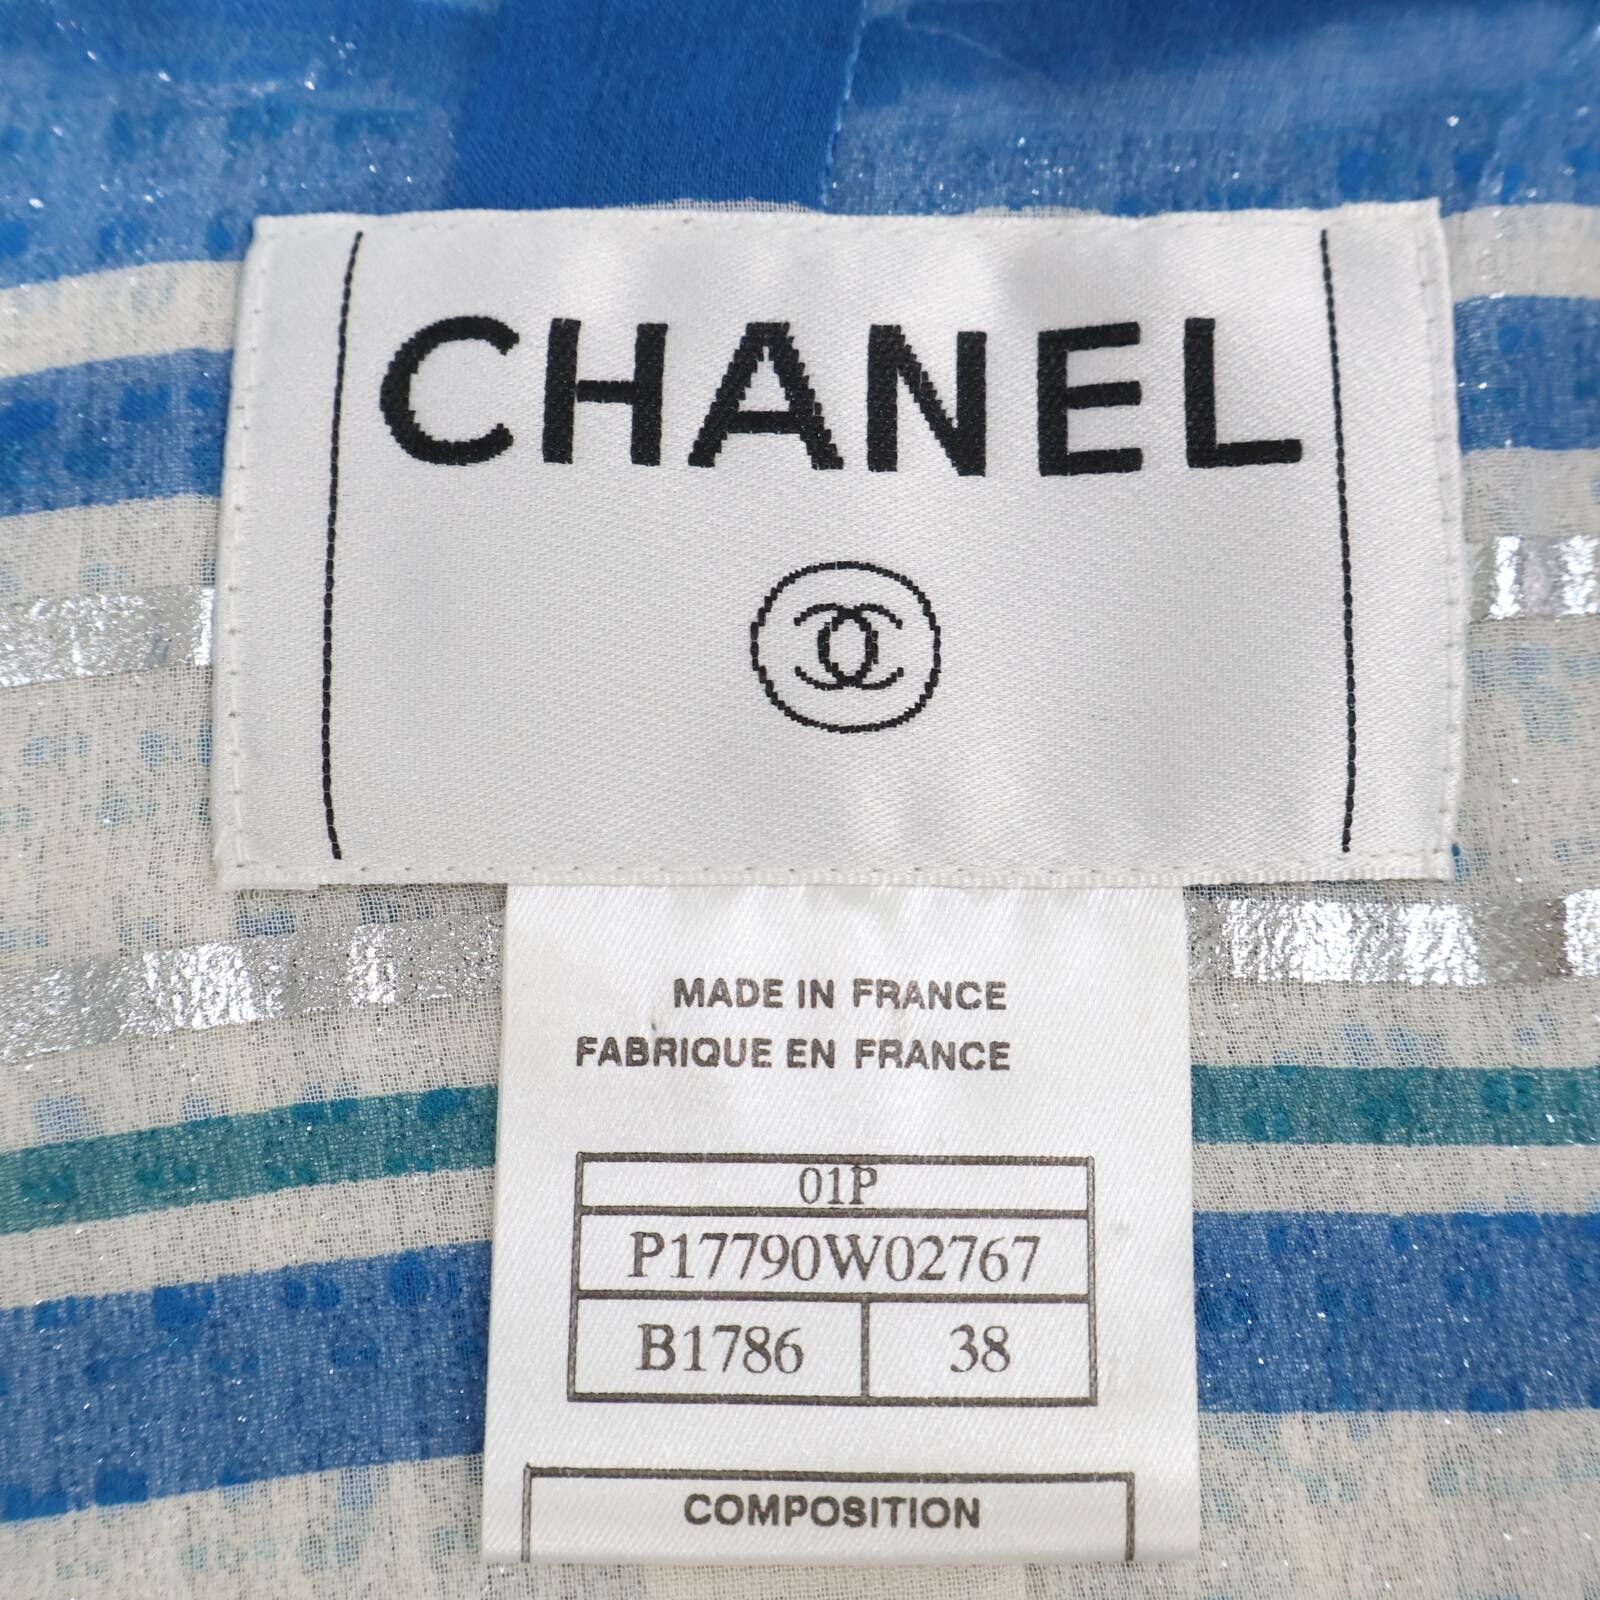 CHANEL
MADE IN FRANCE
FABRIQUE EN FRANCE
01P
P17790W02767
B1786 38
COMPOSITION